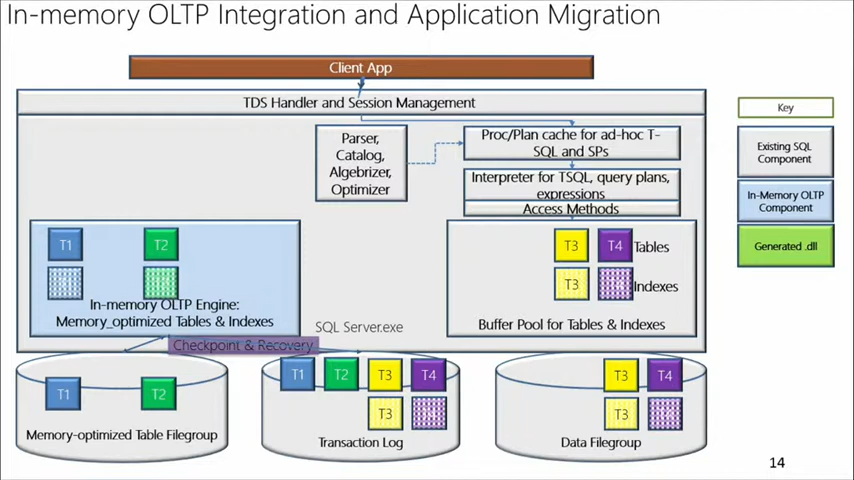 In-memory OLTP Integration and Application Migration
Client App
TDS Handler and Session Management
Key
Parser,
Catalog,
Algebrizer,
Optimizer
Proc/Plan cache for ad-hoc T-
SQL and SPs
Existing SQL
Component
Interpreter for TSQL, query plans,
expressions
Access Methods
In-Memory OLTP
Component
Generated .dll
T1
T2
In-memory OLTP Engine:
Memory_optimized Tables & Indexes
T3
T4
Tables
T3
Indexes
Buffer Pool for Tables & Indexes
SQL Server.exe
Checkpoint & Recovery
T1
T2
Memory-optimized Table Filegroup
T1
T2
T3
T4
T3
Transaction Log
T3
T4
T3
Data Filegroup
14